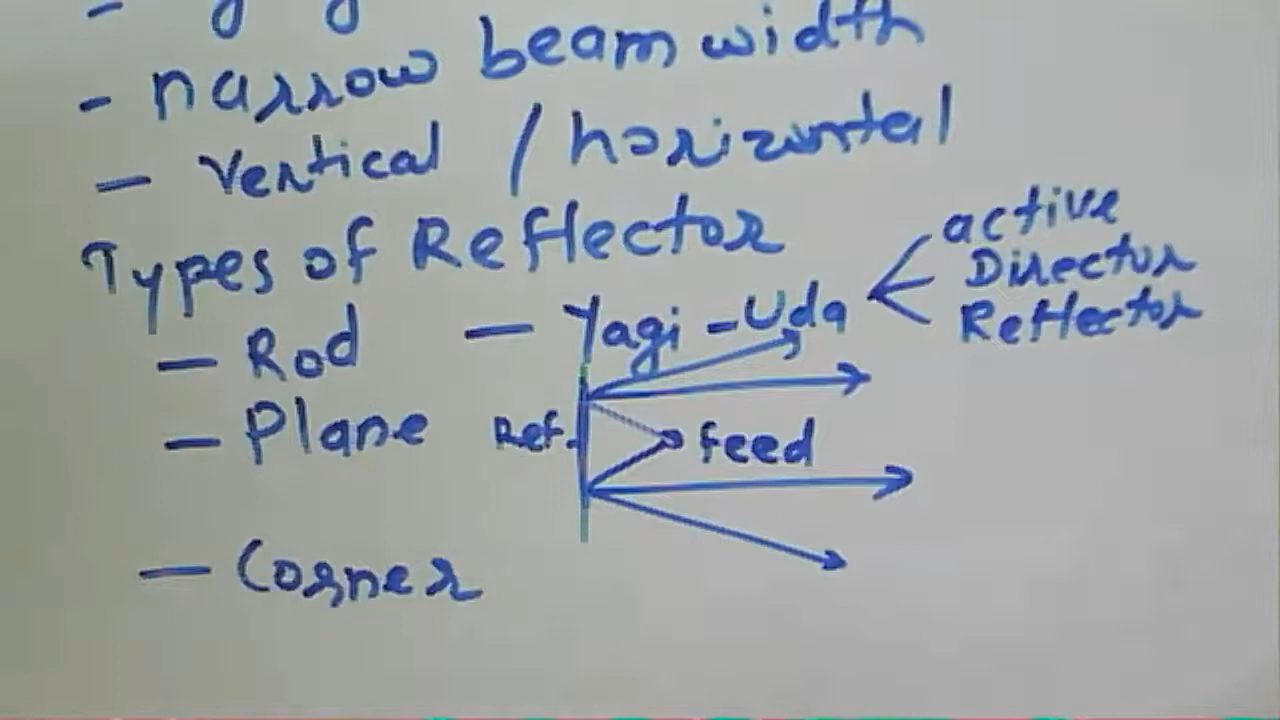 - narrow beam width
- Vertical / horizontal
Types of Reflector
- Rod - Yagi-Uda active Director Reflector
- Plane Ref. feed
- Corner